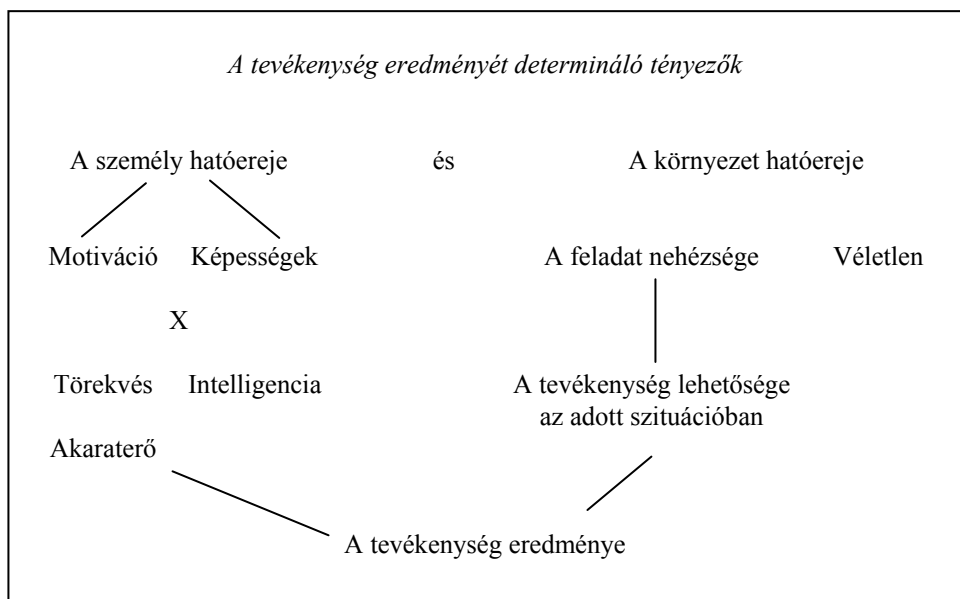 A tevékenység eredményét determináló tényezők
A személy hatóereje és A környezet hatóereje
Motiváció Képességek A feladat nehézsége Véletlen
X
Törekvés Intelligencia A tevékenység lehetősége
az adott szituációban
Akaraterő
A tevékenység eredménye